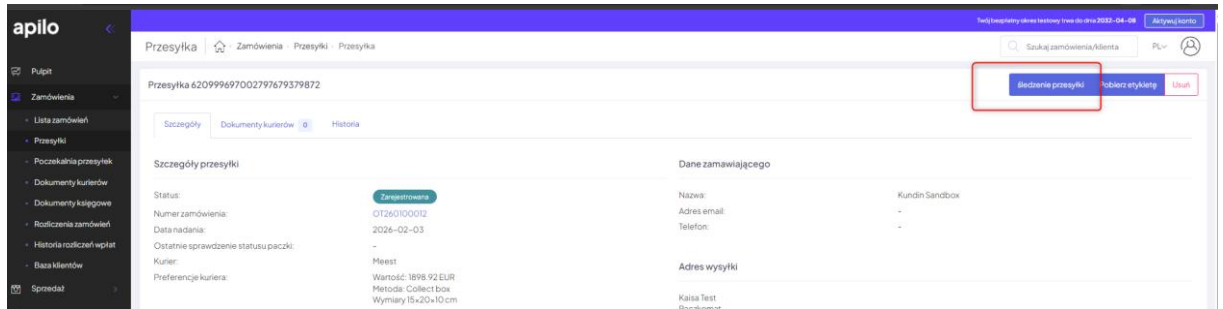 apilo
Twój bezpłatny okres testowy trwa do dnia 2022-04-08 Aktywuj konto
Przesyłka Zamówienia · Przesyłki · Przesyłka Szukaj zamówienia/klienta PL
Pulpit
Zamówienia
Lista zamówień
Przesyłki
Poczekalnia przesyłek
Dokumenty kurierów
Dokumenty księgowe
Rozliczenia zamówień
Historia rozliczeń wpłat
Baza klientów
Sprzedaż
Przesyłka 620999697002797679379872 śledzenie przesyłki Pobierz etykietę Usuń
Szczegóły Dokumenty kurierów 0 Historia
Szczegóły przesyłki
Status: Zarejestrowana
Numer zamówienia: OT260100012
Data nadania: 2026-02-03
Ostatnie sprawdzenie statusu paczki: -
Kurier: Meest
Preferencje kuriera: Wartość: 1898.92 EUR
Metoda: Collect box
Wymiary 15×20×10 cm
Dane zamawiającego
Nazwa: Kundin Sandbox
Adres email: -
Telefon: -
Adres wysyłki
Kaisa Test